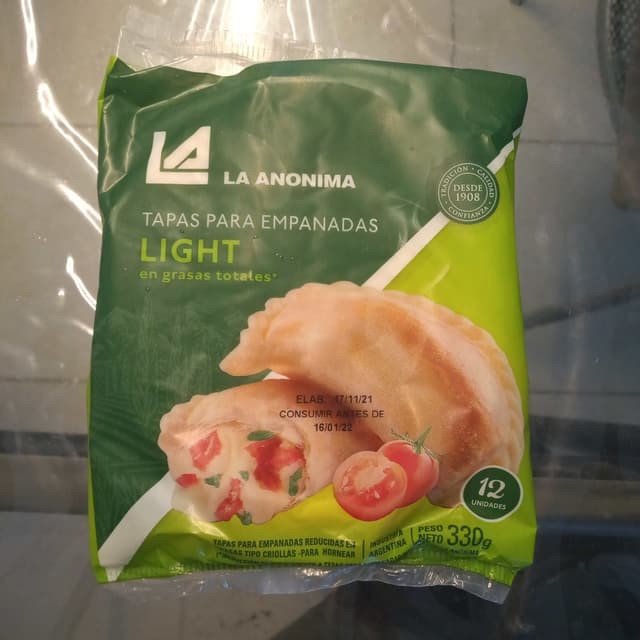 LA
LA ANONIMA
TRADICIÓN • CALIDAD
DESDE
1908
• CONFIANZA •
TAPAS PARA EMPANADAS
LIGHT
en grasas totales*
ELAB. 17/11/21
CONSUMIR ANTES DE
16/01/22
12
UNIDADES
TAPAS PARA EMPANADAS REDUCIDAS EN
GRASAS TIPO CRIOLLAS -PARA HORNEAR
INDUSTRIA
ARGENTINA
PESO
NETO 330g